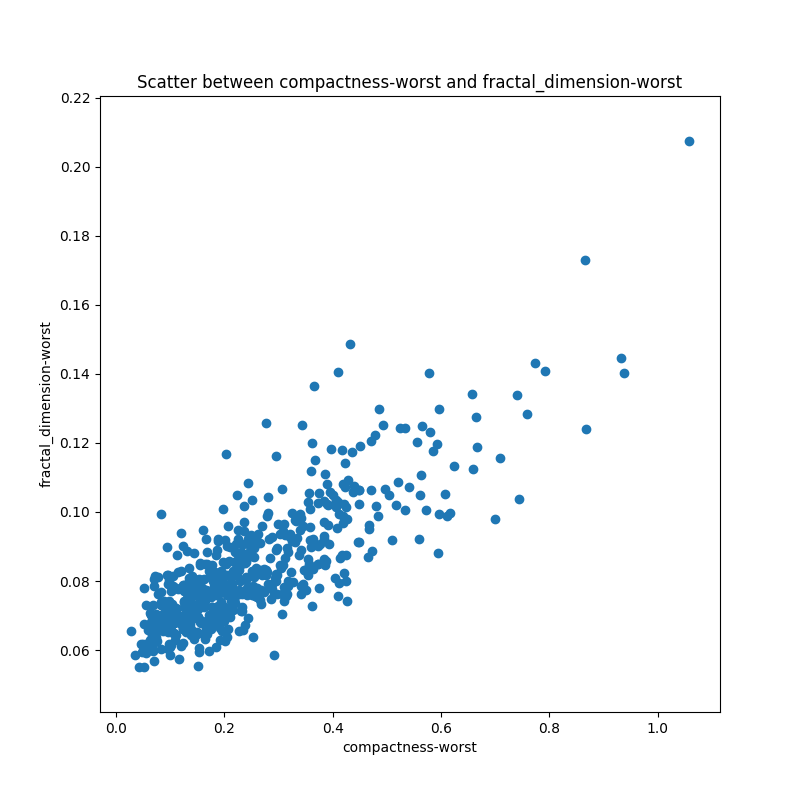 Scatter between compactness-worst and fractal_dimension-worst
0.22
0.20
0.18
0.16
0.14
0.12
0.10
0.08
0.06
fractal_dimension-worst
0.0 0.2 0.4 0.6 0.8 1.0
compactness-worst